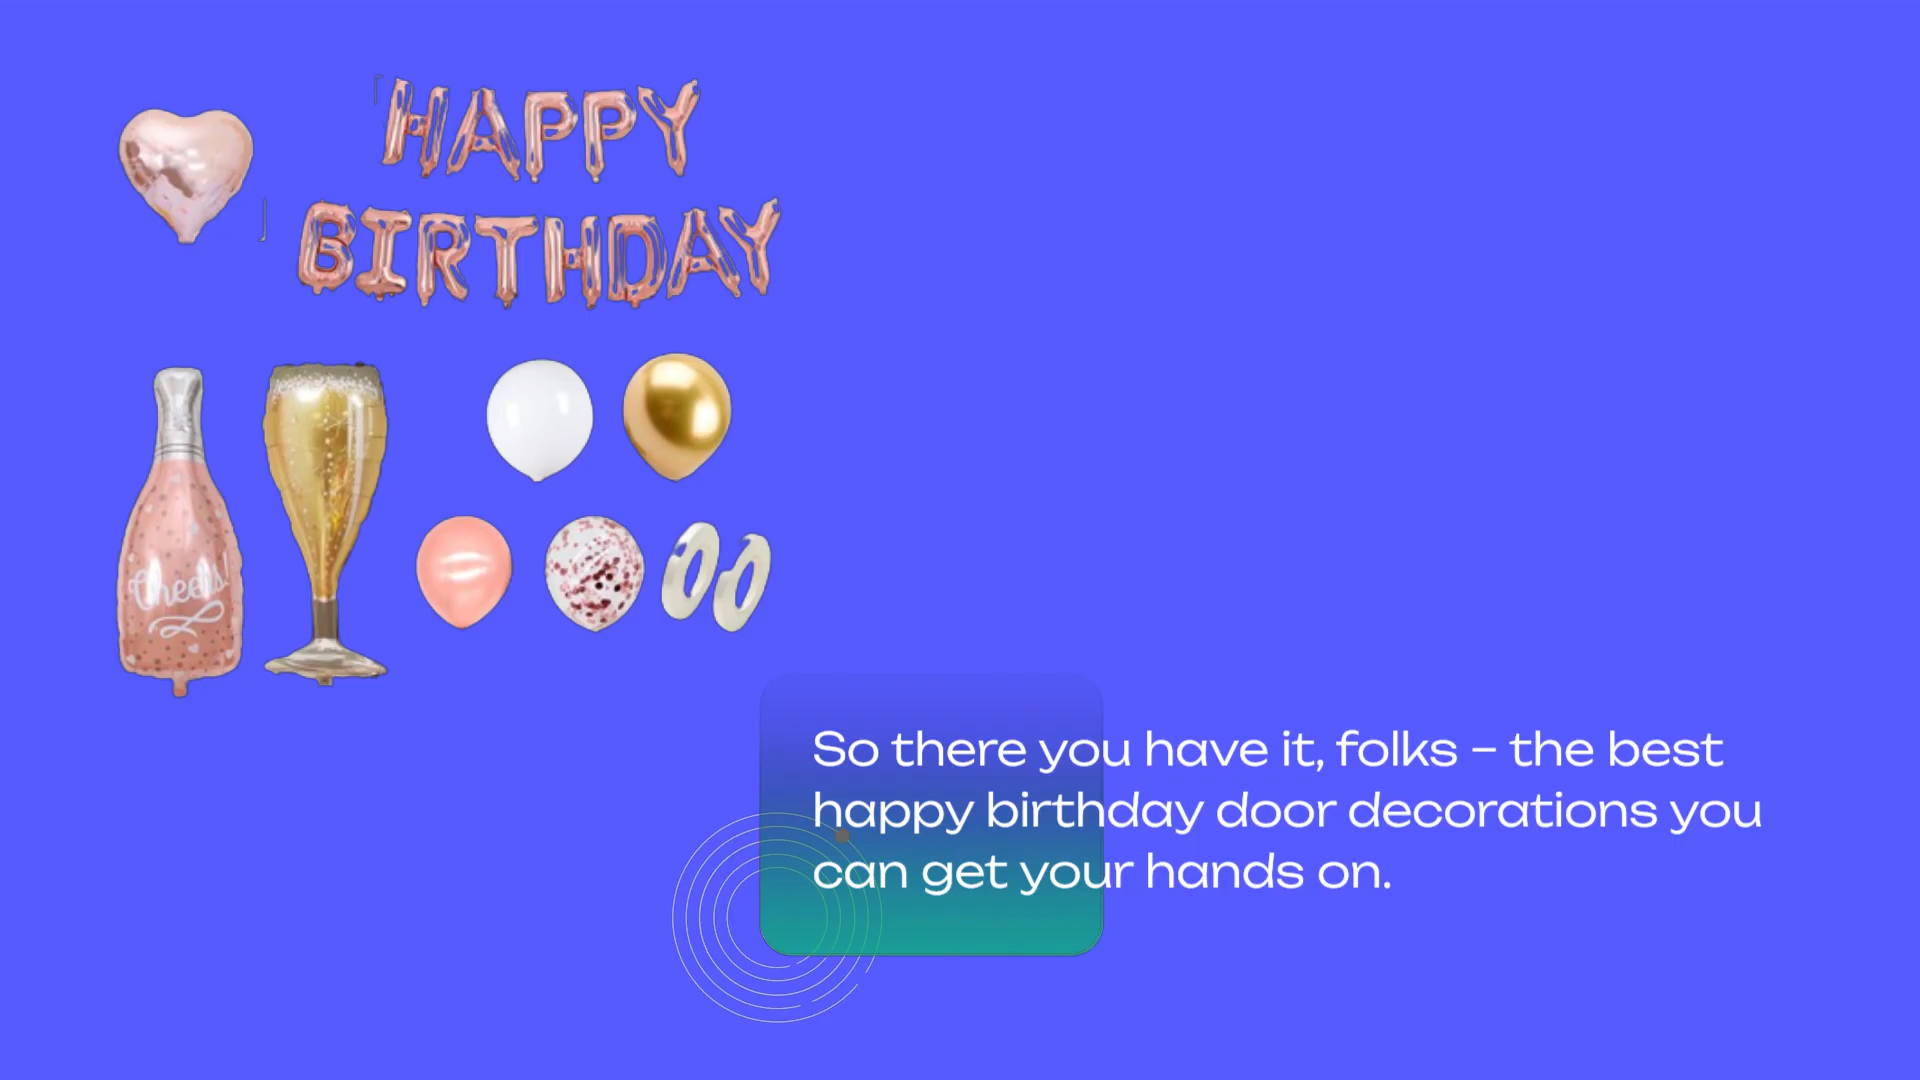 HAPPY
BIRTHDAY
Cheers!
So there you have it, folks – the best
happy birthday door decorations you
can get your hands on.